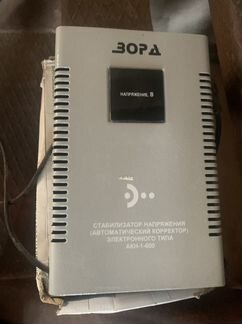 ЗОРД
НАПРЯЖЕНИЕ, В
СТАБИЛИЗАТОР НАПРЯЖЕНИЯ
(АВТОМАТИЧЕСКИЙ КОРРЕКТОР)
ЭЛЕКТРОННОГО ТИПА
АКН-1-600